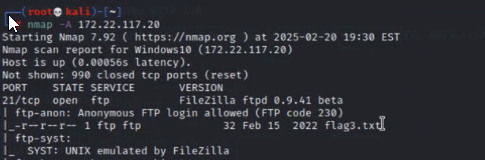 (root💀kali)-[~]
nmap -A 172.22.117.20
Starting Nmap 7.92 ( https://nmap.org ) at 2025-02-20 19:30 EST
Nmap scan report for Windows10 (172.22.117.20)
Host is up (0.00056s latency).
Not shown: 990 closed tcp ports (reset)
PORT STATE SERVICE VERSION
21/tcp open ftp FileZilla ftpd 0.9.41 beta
| ftp-anon: Anonymous FTP login allowed (FTP code 230)
|_-r--r--r-- 1 ftp ftp 32 Feb 15 2022 flag3.txt
| ftp-syst:
|_ SYST: UNIX emulated by FileZilla